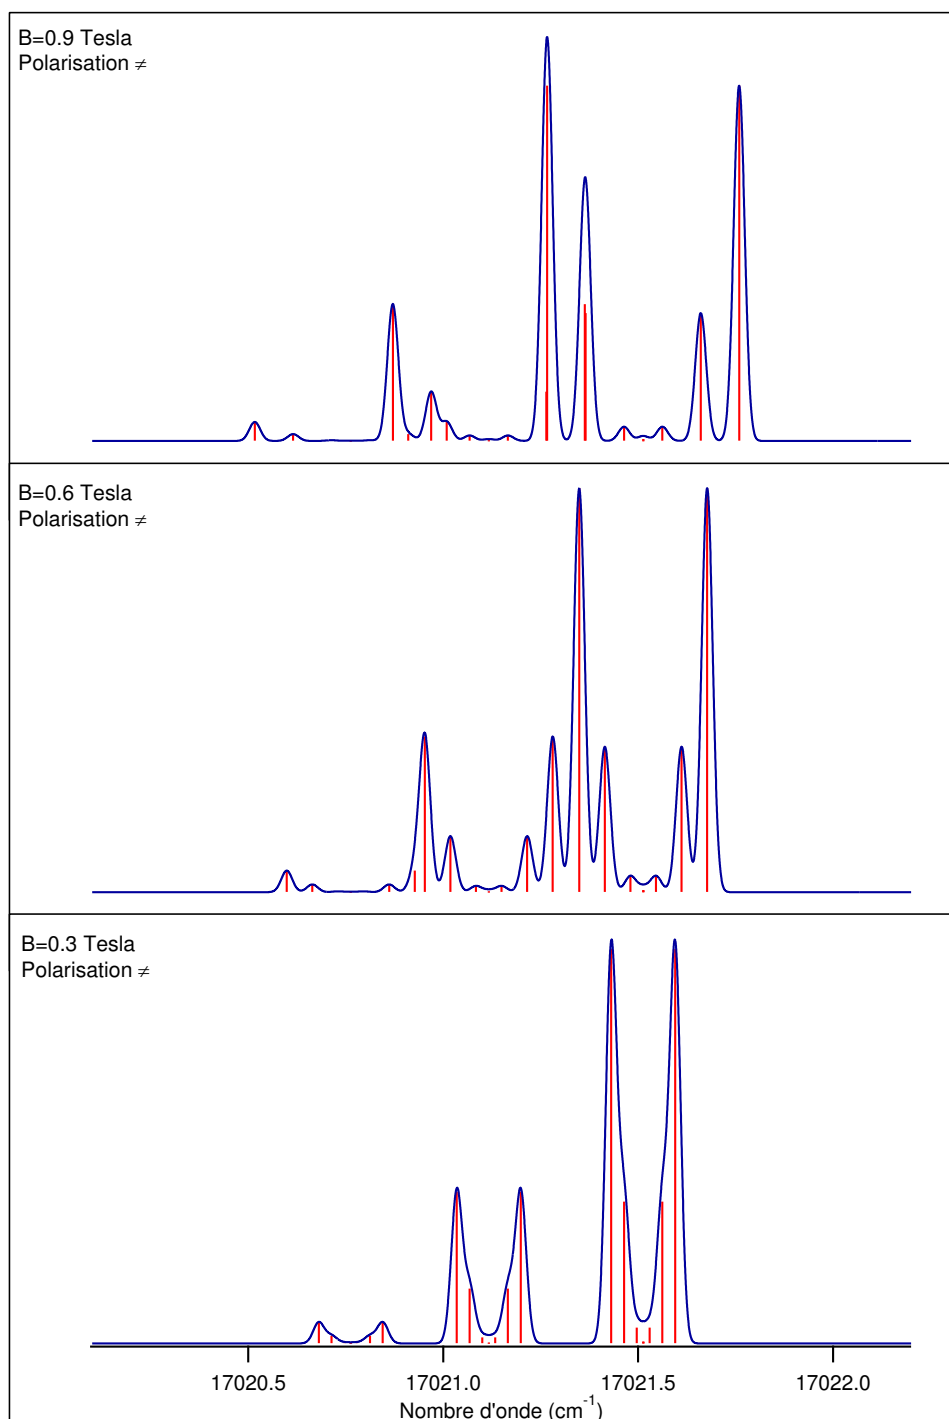 B=0.9 Tesla
Polarisation ≠
B=0.6 Tesla
Polarisation ≠
B=0.3 Tesla
Polarisation ≠
17020.5 17021.0 17021.5 17022.0
Nombre d'onde (cm⁻¹)